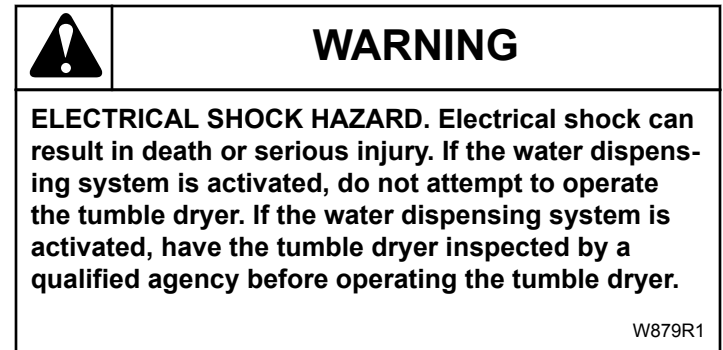 WARNING
ELECTRICAL SHOCK HAZARD. Electrical shock can
result in death or serious injury. If the water dispens-
ing system is activated, do not attempt to operate
the tumble dryer. If the water dispensing system is
activated, have the tumble dryer inspected by a
qualified agency before operating the tumble dryer.
W879R1